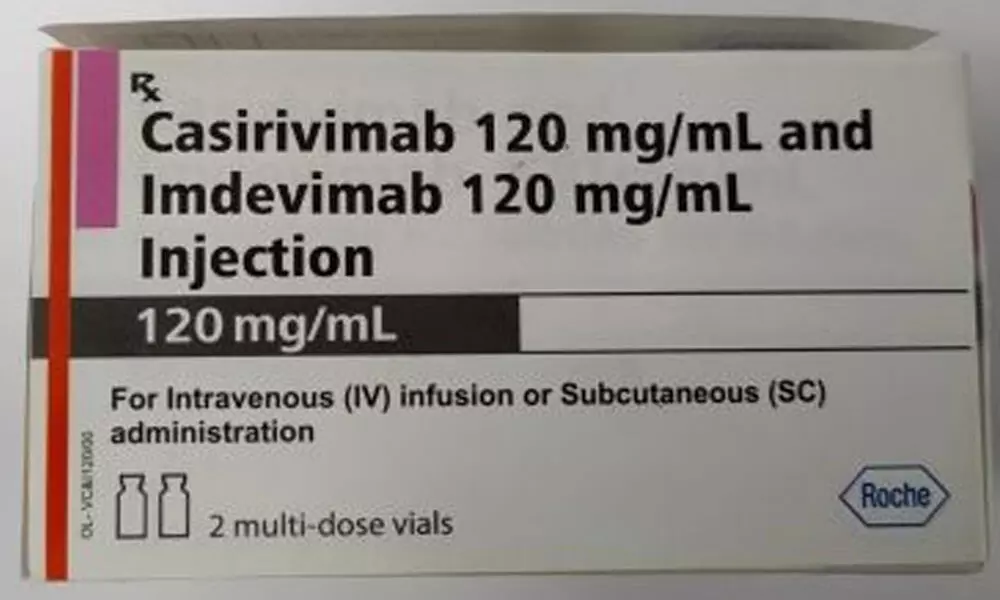 Rx
Casirivimab 120 mg/mL and
Imdevimab 120 mg/mL
Injection
120 mg/mL
For Intravenous (IV) infusion or Subcutaneous (SC)
administration
2 multi-dose vials
Roche